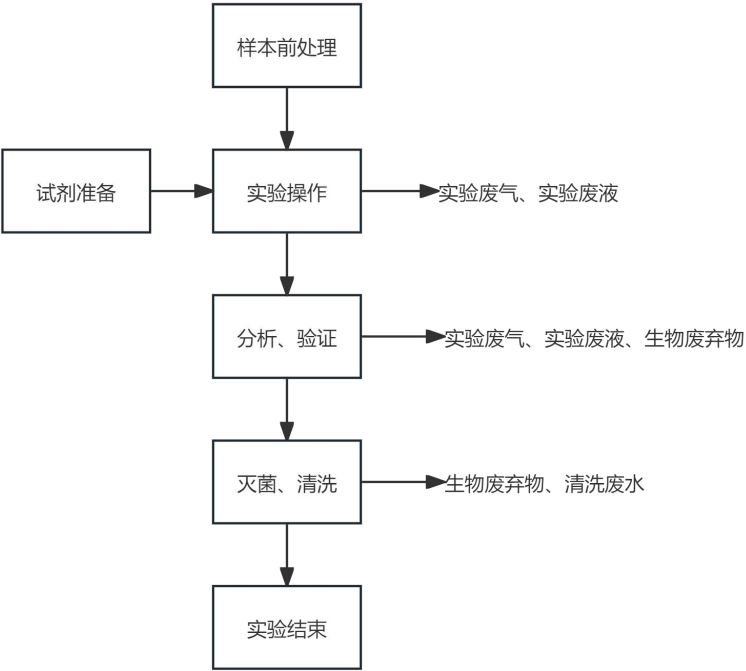 样本前处理
试剂准备
实验操作
实验废气、实验废液
分析、验证
实验废气、实验废液、生物废弃物
灭菌、清洗
生物废弃物、清洗废水
实验结束